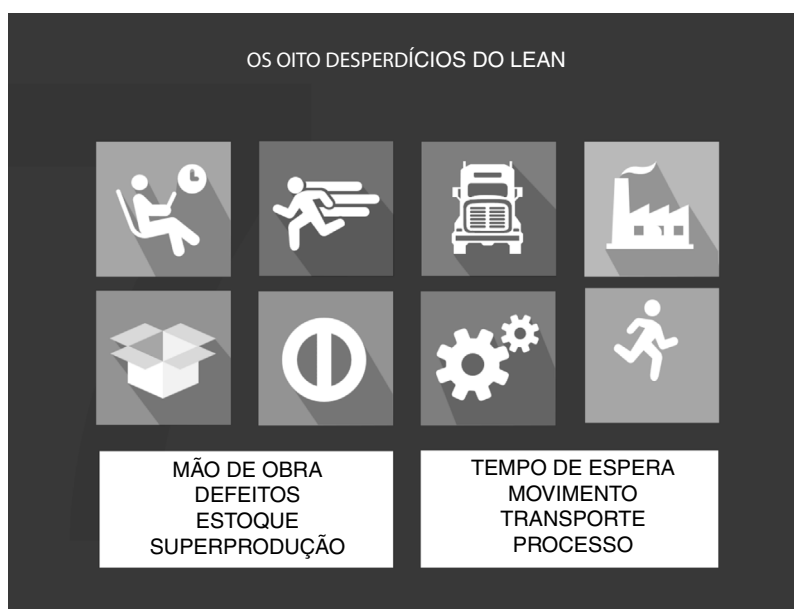 OS OITO DESPERDÍCIOS DO LEAN
MÃO DE OBRA
DEFEITOS
ESTOQUE
SUPERPRODUÇÃO
TEMPO DE ESPERA
MOVIMENTO
TRANSPORTE
PROCESSO